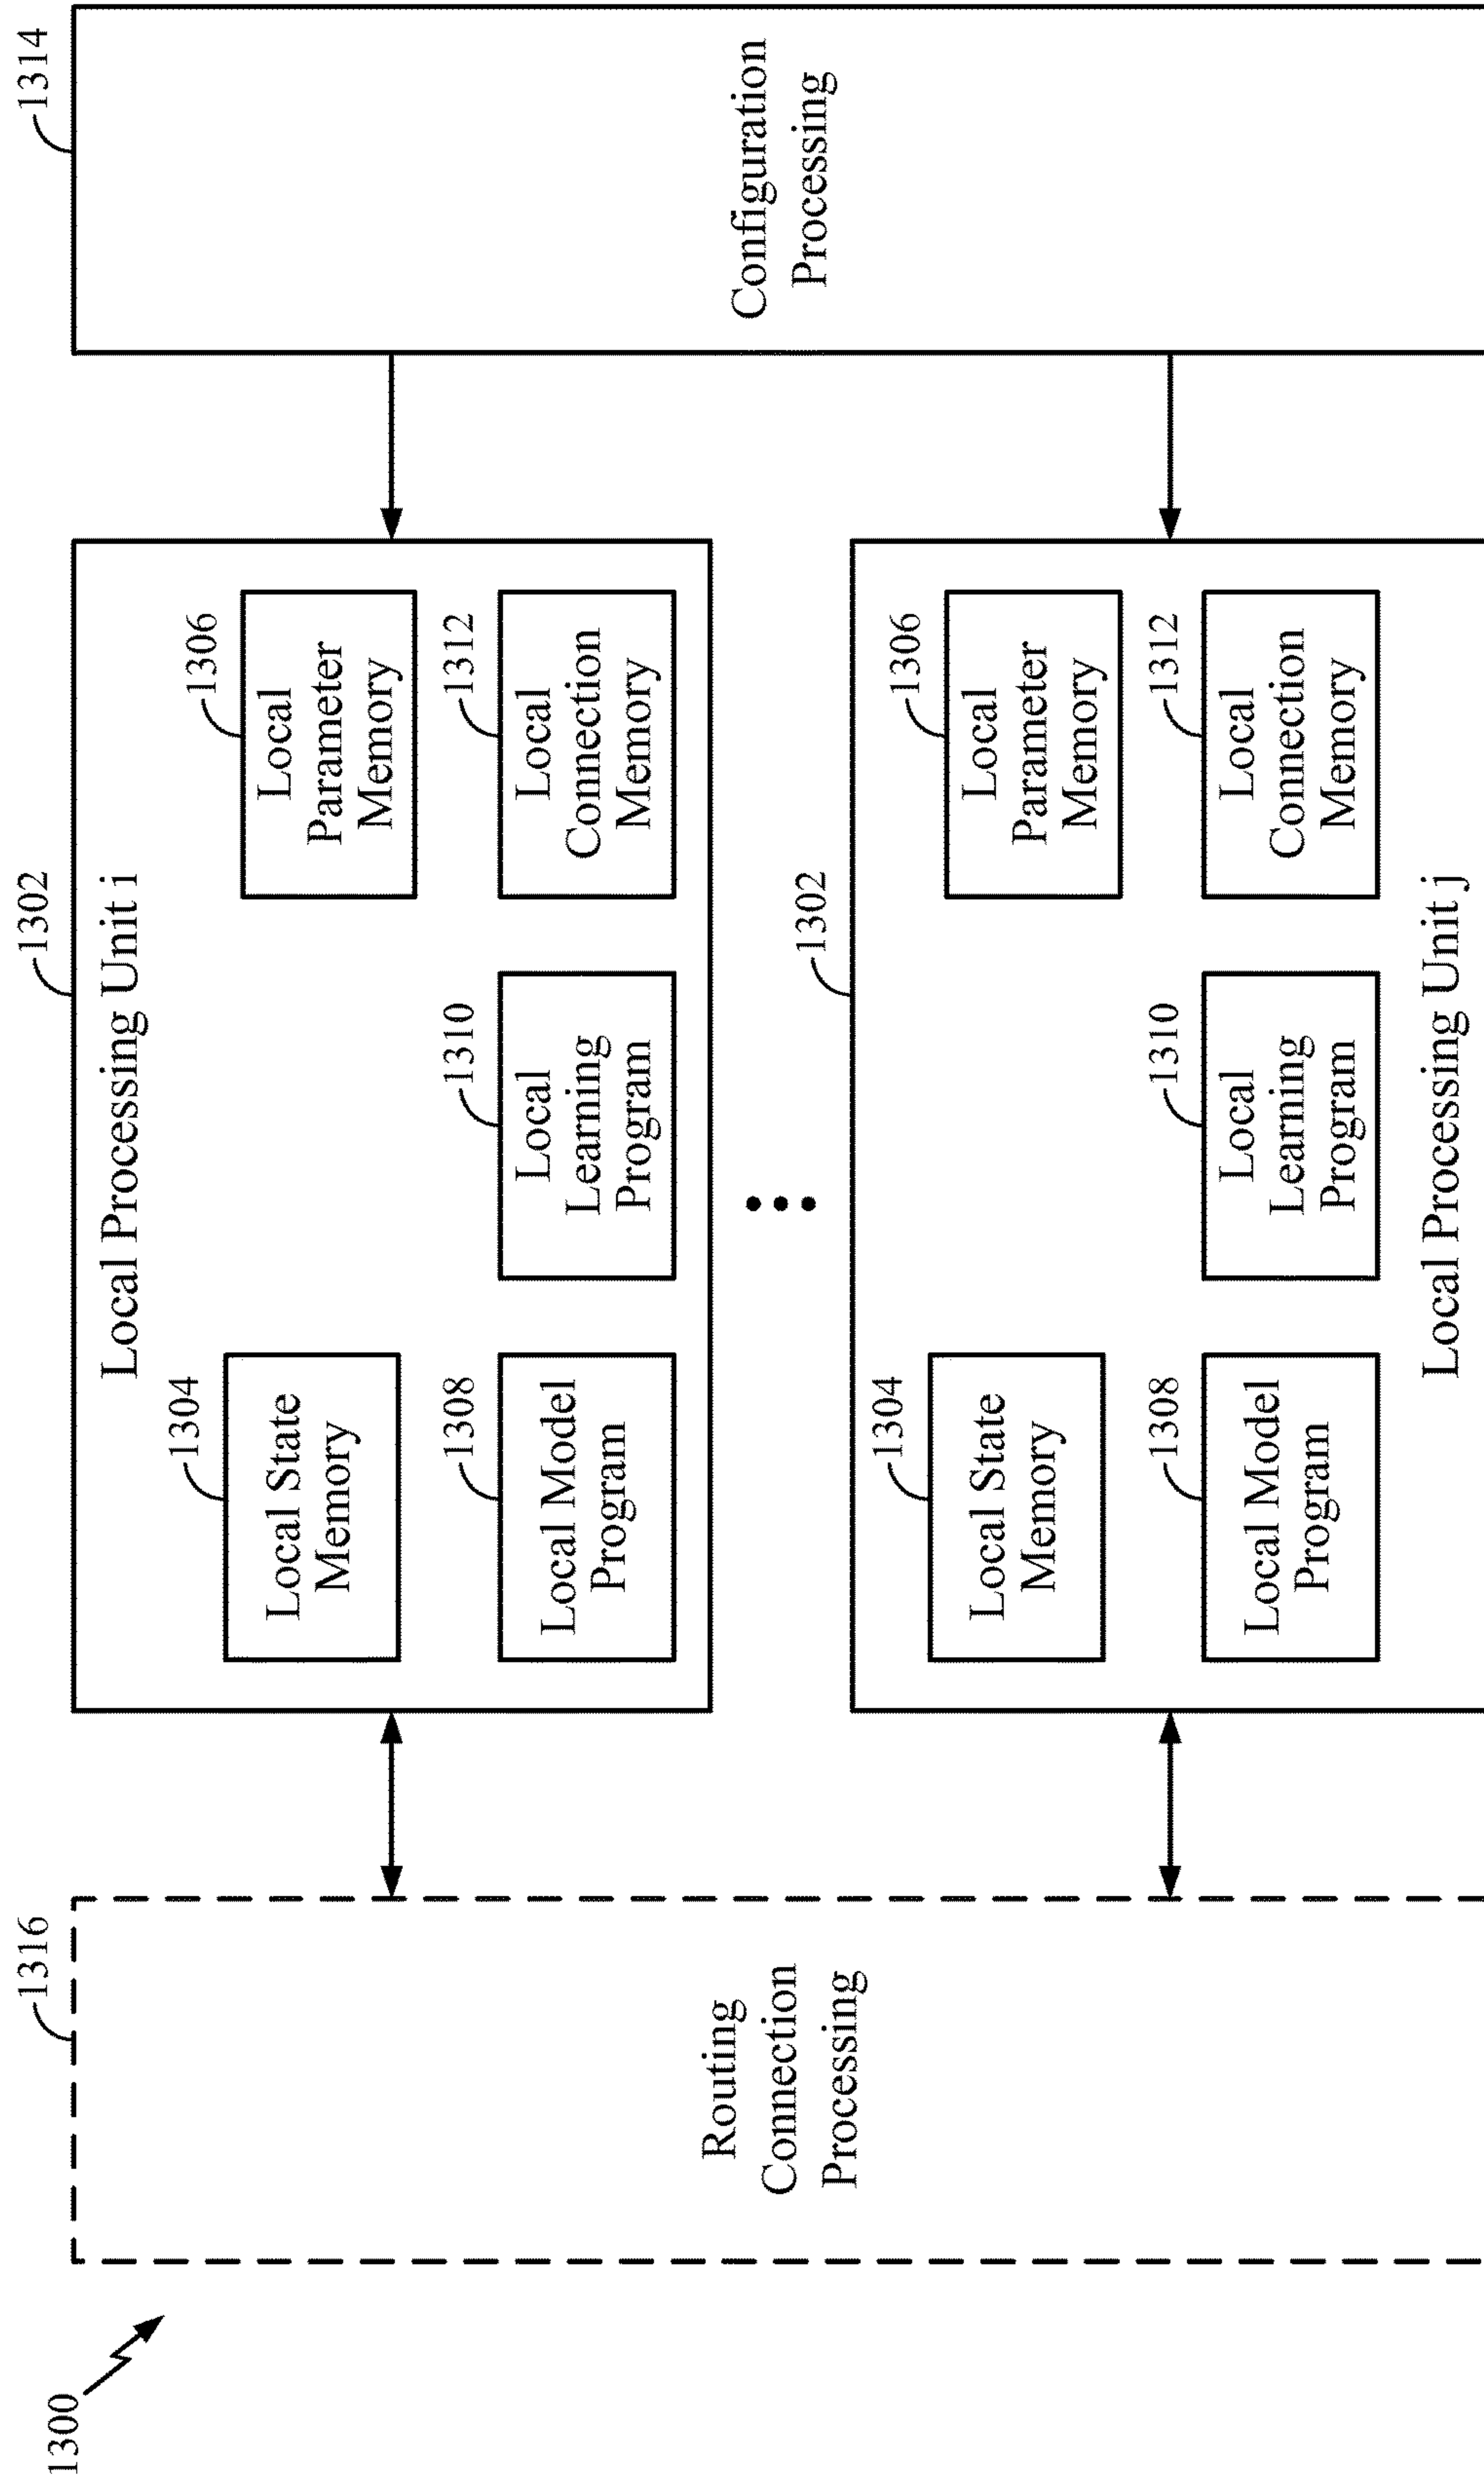 1300
1316
1302
1314
Routing
Connection
Processing
Local Processing Unit i
1304
Local State
Memory
1306
Local
Parameter
Memory
1308
Local Model
Program
1310
Local
Learning
Program
1312
Local
Connection
Memory
Configuration
Processing
1302
1304
Local State
Memory
1306
Local
Parameter
Memory
1308
Local Model
Program
1310
Local
Learning
Program
1312
Local
Connection
Memory
Local Processing Unit j